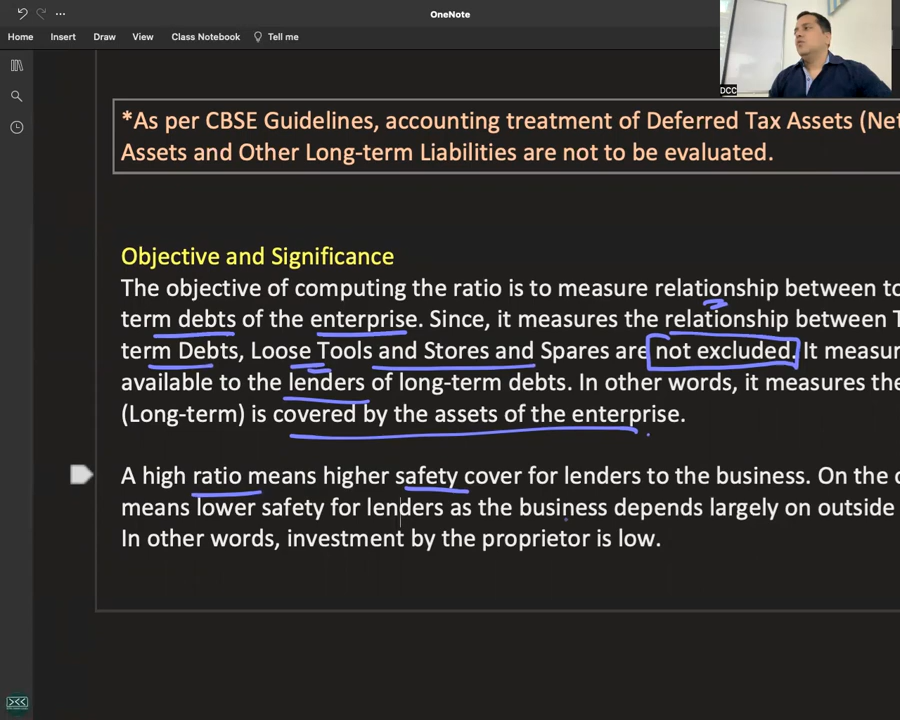 OneNote
Home Insert Draw View Class Notebook Tell me
DCC
*As per CBSE Guidelines, accounting treatment of Deferred Tax Assets (Net
Assets and Other Long-term Liabilities are not to be evaluated.
Objective and Significance
The objective of computing the ratio is to measure relationship between to
term debts of the enterprise. Since, it measures the relationship between T
term Debts, Loose Tools and Stores and Spares are not excluded. It measur
available to the lenders of long-term debts. In other words, it measures the
(Long-term) is covered by the assets of the enterprise.
A high ratio means higher safety cover for lenders to the business. On the o
means lower safety for lenders as the business depends largely on outside
In other words, investment by the proprietor is low.